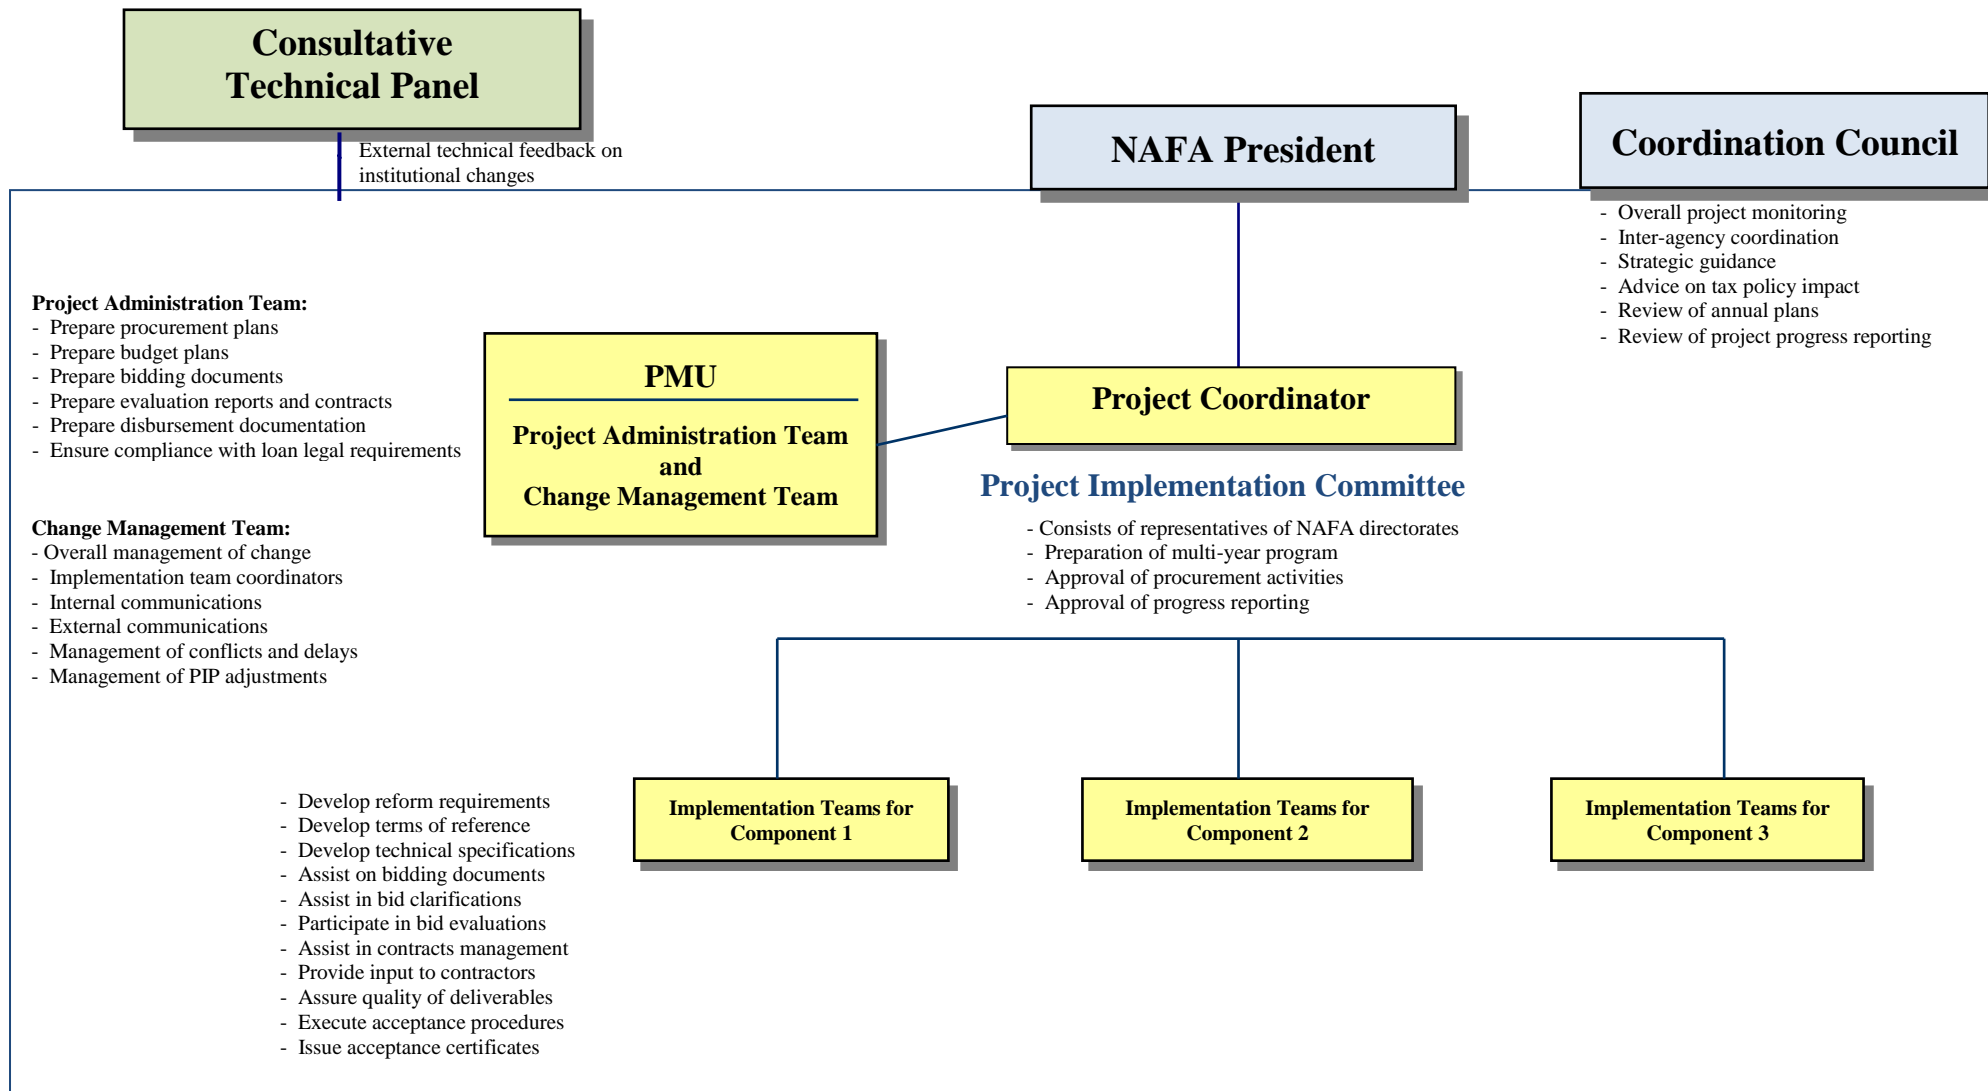 Consultative
Technical Panel
External technical feedback on
institutional changes
NAFA President
Coordination Council
- Overall project monitoring
- Inter-agency coordination
- Strategic guidance
- Advice on tax policy impact
- Review of annual plans
- Review of project progress reporting
Project Administration Team:
- Prepare procurement plans
- Prepare budget plans
- Prepare bidding documents
- Prepare evaluation reports and contracts
- Prepare disbursement documentation
- Ensure compliance with loan legal requirements
Change Management Team:
- Overall management of change
- Implementation team coordinators
- Internal communications
- External communications
- Management of conflicts and delays
- Management of PIP adjustments
PMU
Project Administration Team
and
Change Management Team
Project Coordinator
Project Implementation Committee
- Consists of representatives of NAFA directorates
- Preparation of multi-year program
- Approval of procurement activities
- Approval of progress reporting
- Develop reform requirements
- Develop terms of reference
- Develop technical specifications
- Assist on bidding documents
- Assist in bid clarifications
- Participate in bid evaluations
- Assist in contracts management
- Provide input to contractors
- Assure quality of deliverables
- Execute acceptance procedures
- Issue acceptance certificates
Implementation Teams for
Component 1
Implementation Teams for
Component 2
Implementation Teams for
Component 3